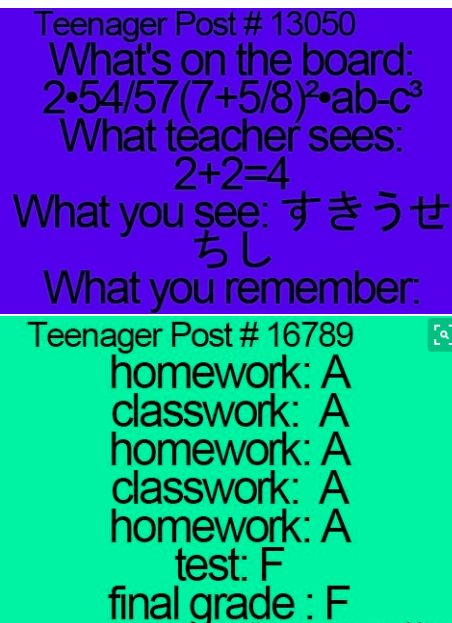 Teenager Post # 13050
What's on the board:
2•54/57(7+5/8)²•ab-c³
What teacher sees:
2+2=4
What you see: すきうせ
ちし
What you remember:
Teenager Post # 16789
homework: A
classwork: A
homework: A
classwork: A
homework: A
test: F
final grade : F